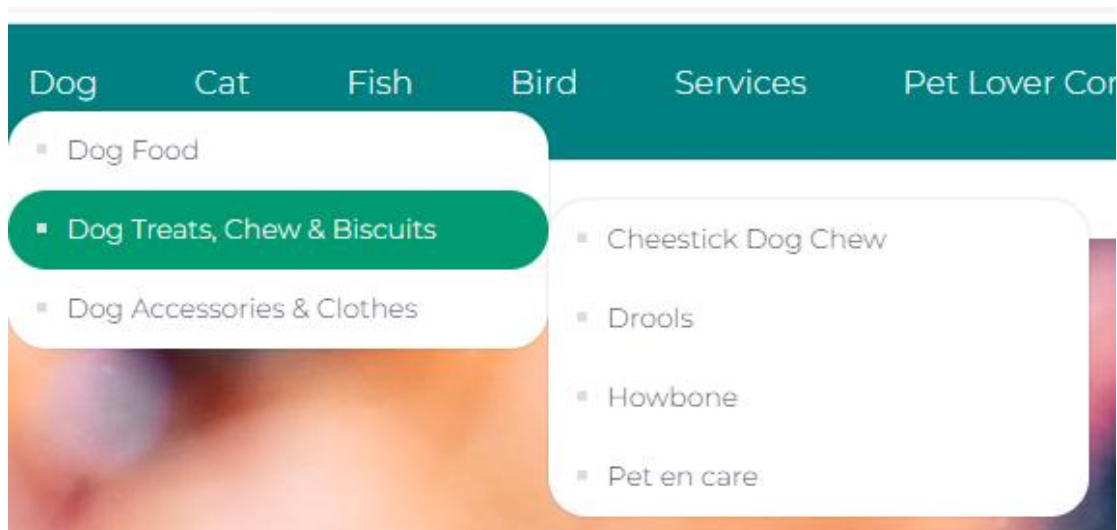 Dog Cat Fish Bird Services Pet Lover
Dog Food
Dog Treats, Chew & Biscuits
Dog Accessories & Clothes
Cheestick Dog Chew
Drools
Howbone
Pet en care